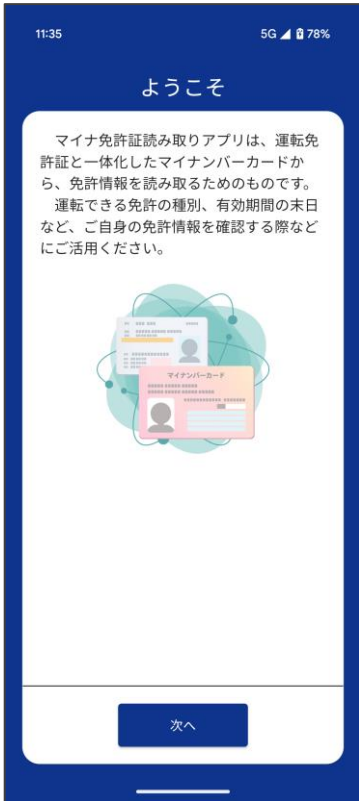 11:35 5G 78%
ようこそ
マイナ免許証読み取りアプリは、運転免
許証と一体化したマイナンバーカードか
ら、免許情報を読み取るためのものです。
運転できる免許の種別、有効期間の末日
など、ご自身の免許情報を確認する際など
にご活用ください。
マイナンバーカード
次へ